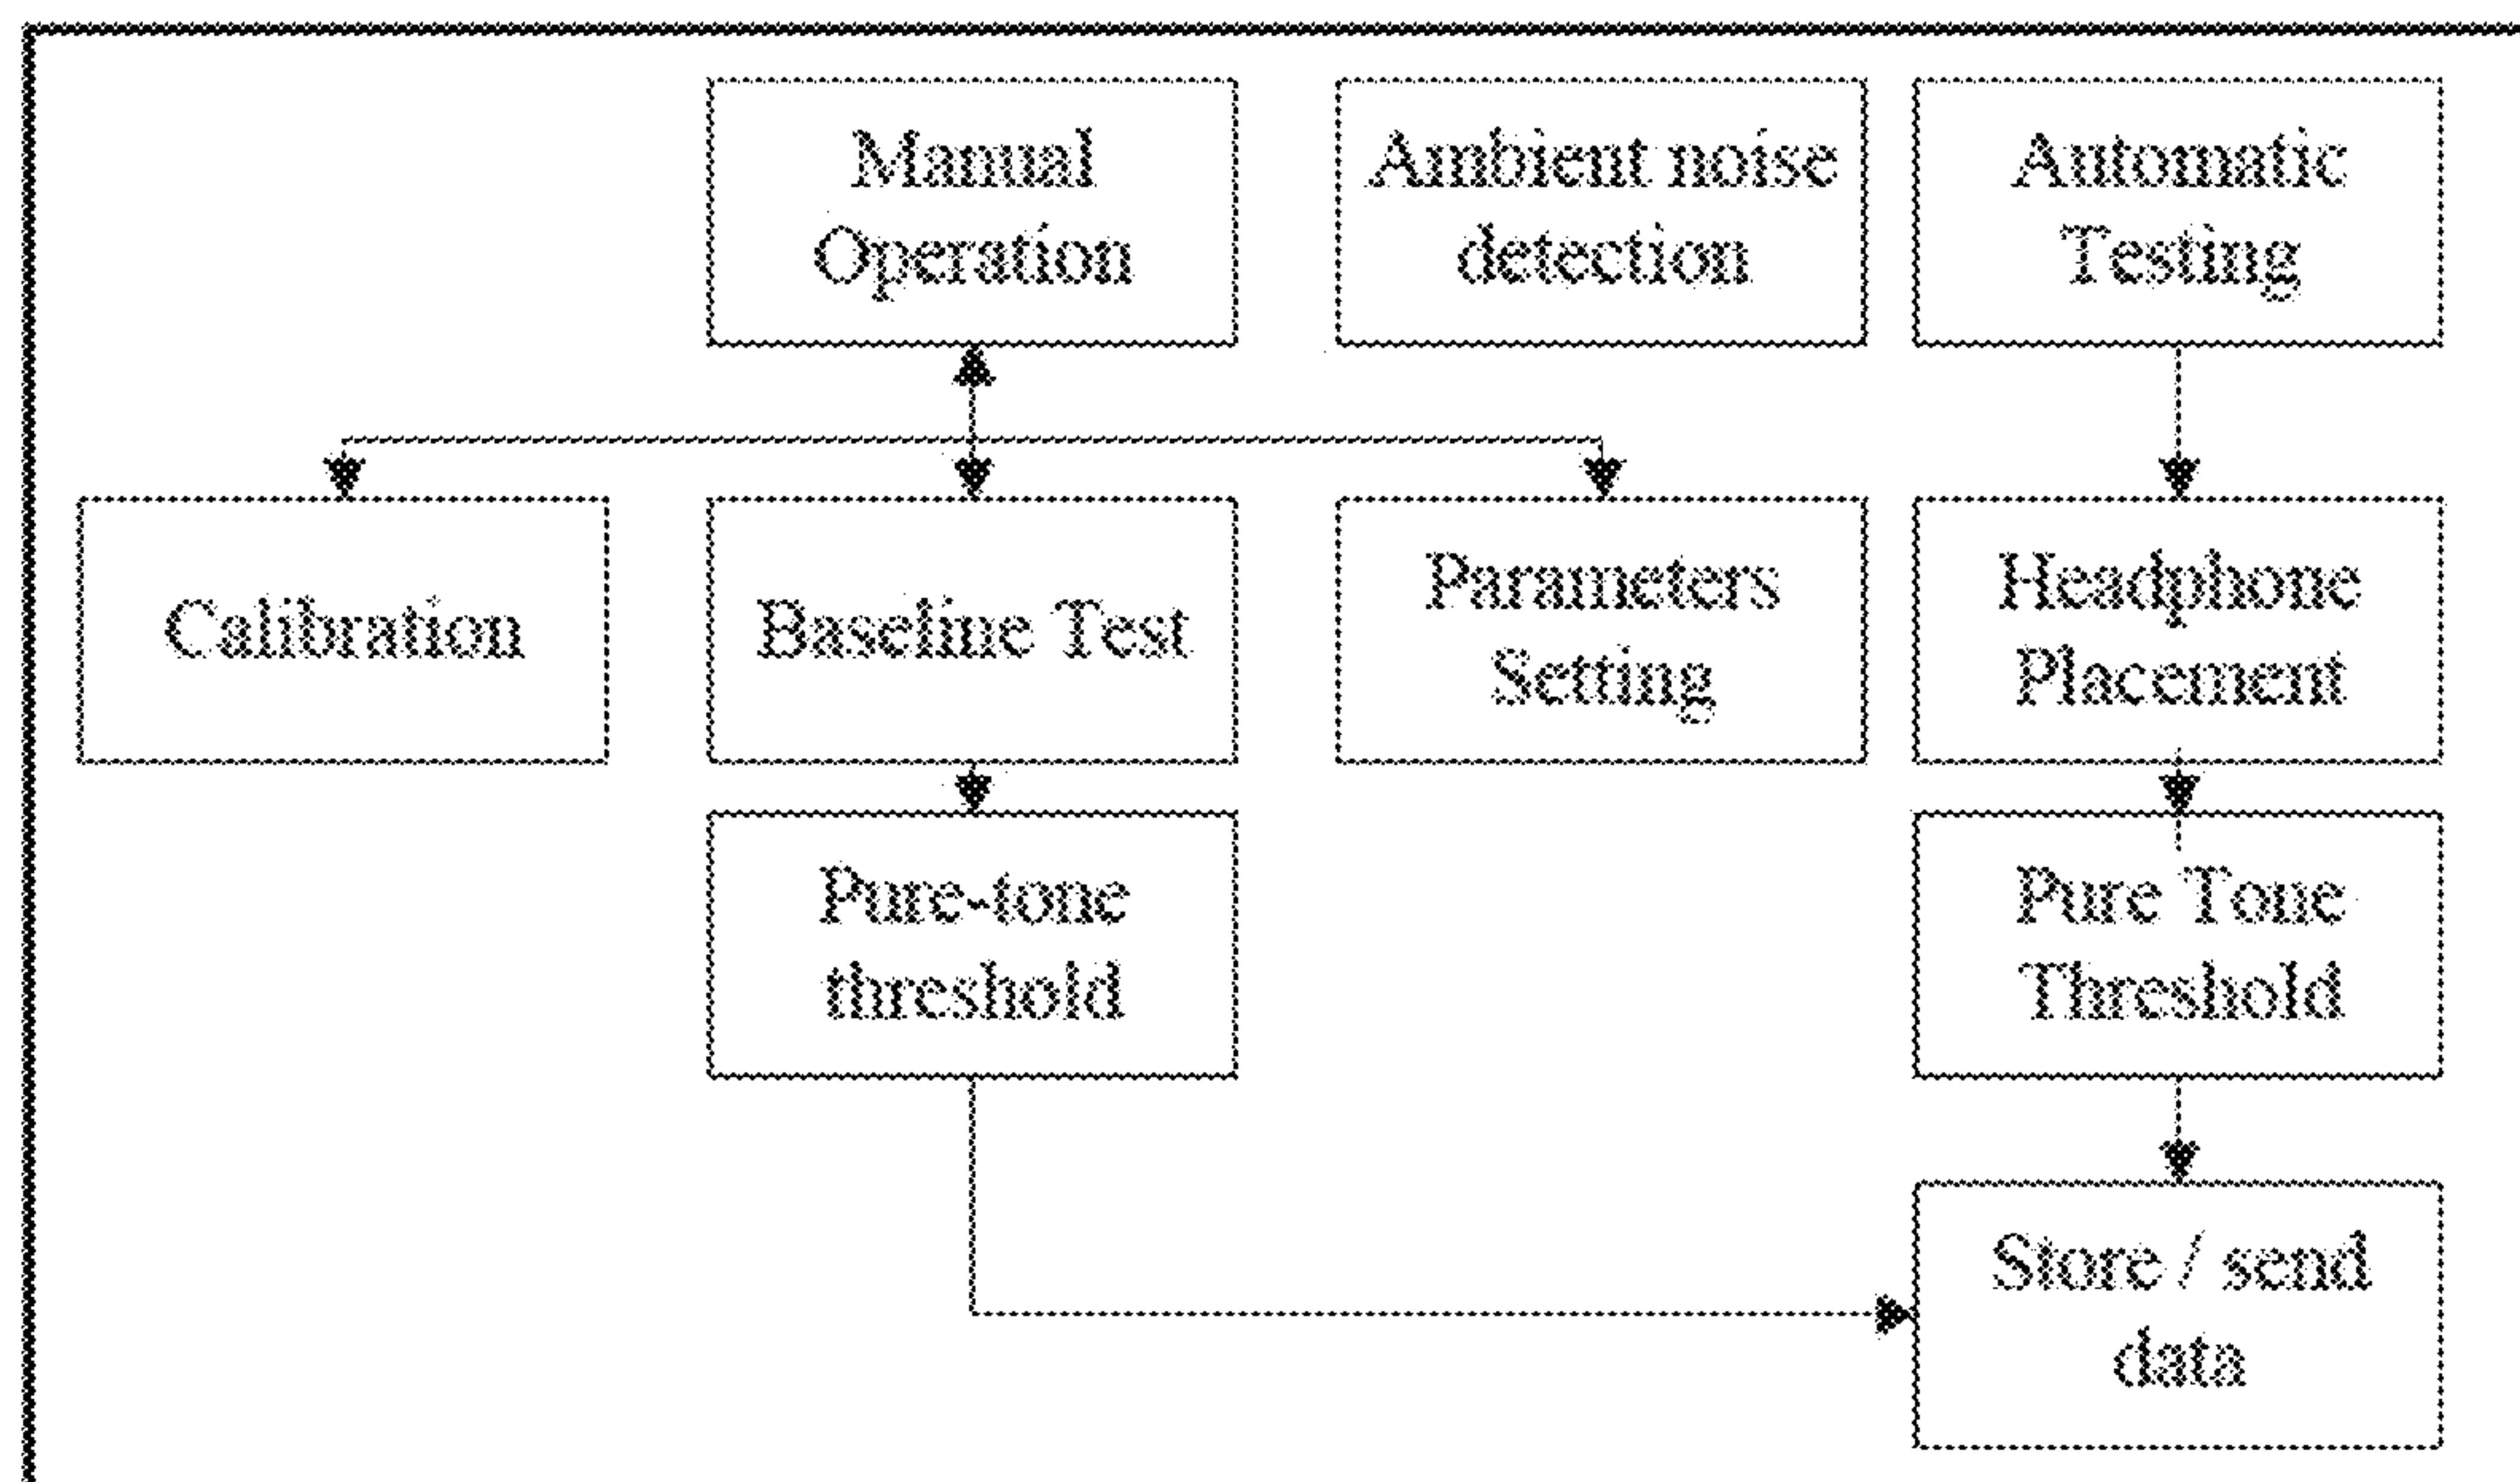 Manual
Operation
Ambient noise
detection
Automatic
Testing
Calibration
Baseline Test
Parameters
Setting
Headphone
Placement
Pure-tone
threshold
Pure Tone
Threshold
Store / send
data